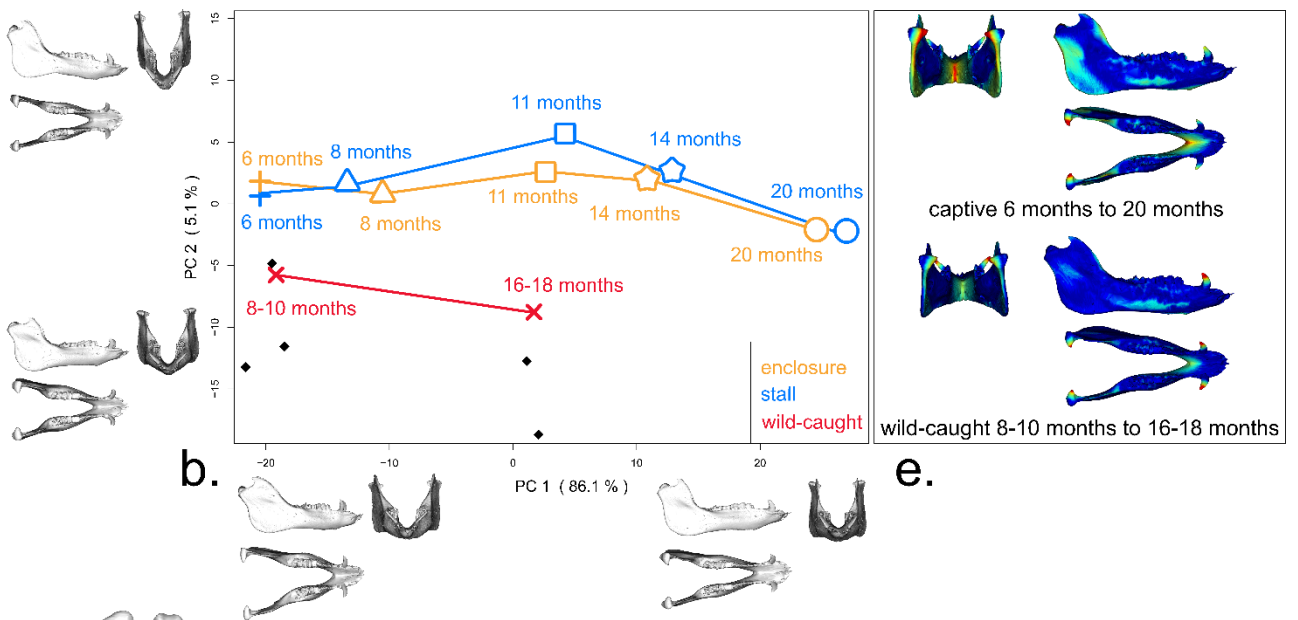 15
10
5
0
−5
−10
−15
PC 2 ( 5.1 % )
11 months
6 months
8 months
14 months
20 months
6 months
8 months
11 months
14 months
20 months
16-18 months
8-10 months
enclosure
stall
wild-caught
−20
−10
0
10
20
PC 1 ( 86.1 % )
b.
captive 6 months to 20 months
wild-caught 8-10 months to 16-18 months
e.